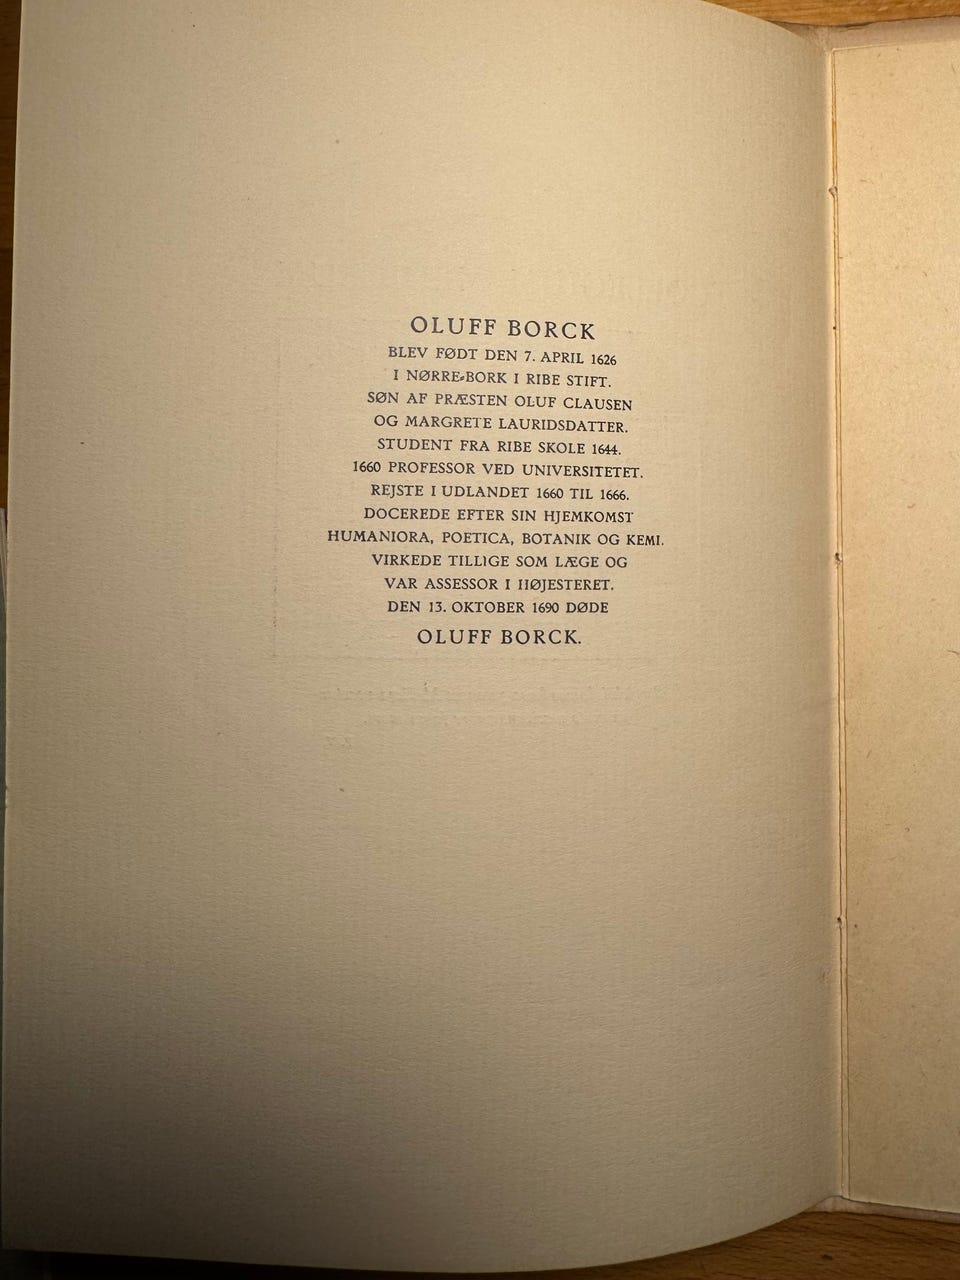 OLUFF BORCK
BLEV FØDT DEN 7. APRIL 1626
I NØRRE-BORK I RIBE STIFT.
SØN AF PRÆSTEN OLUF CLAUSEN
OG MARGRETE LAURIDSDATTER.
STUDENT FRA RIBE SKOLE 1644.
1660 PROFESSOR VED UNIVERSITETET.
REJSTE I UDLANDET 1660 TIL 1666.
DOCEREDE EFTER SIN HJEMKOMST
HUMANIORA, POETICA, BOTANIK OG KEMI.
VIRKEDE TILLIGE SOM LÆGE OG
VAR ASSESSOR I HØJESTERET.
DEN 13. OKTOBER 1690 DØDE
OLUFF BORCK.